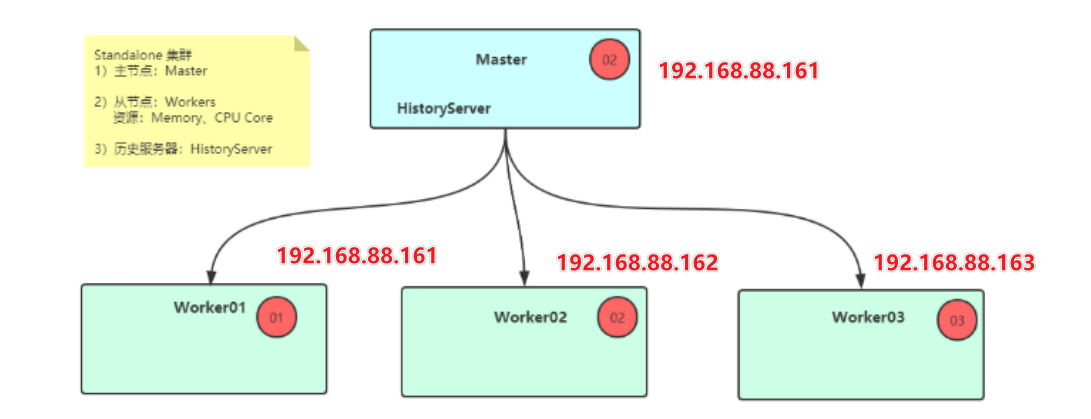 Standalone 集群
1）主节点：Master
2）从节点：Workers
资源：Memory、CPU Core
3）历史服务器：HistoryServer
Master
02
192.168.88.161
HistoryServer
192.168.88.161
192.168.88.162
192.168.88.163
Worker01
01
Worker02
02
Worker03
03